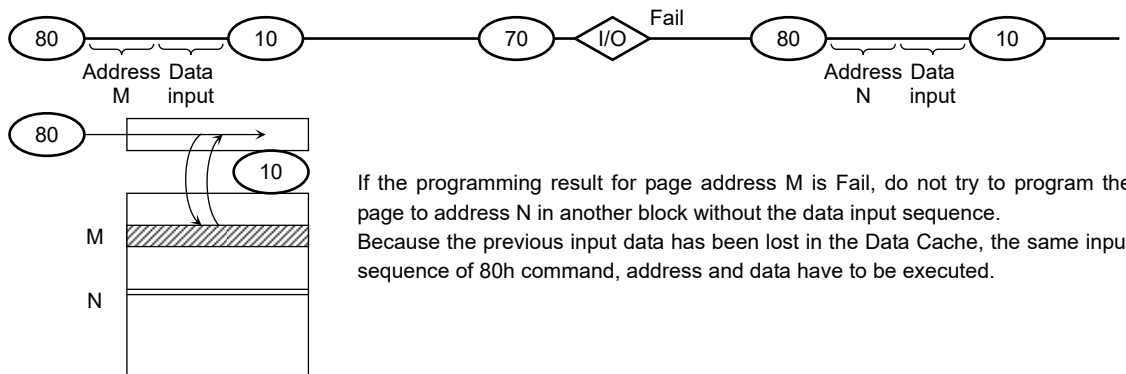 Fail
80 10 70 I/O 80 10
Address Data Address Data
M input N input
80
10
If the programming result for page address M is Fail, do not try to program the
page to address N in another block without the data input sequence.
M
Because the previous input data has been lost in the Data Cache, the same inpu
sequence of 80h command, address and data have to be executed.
N